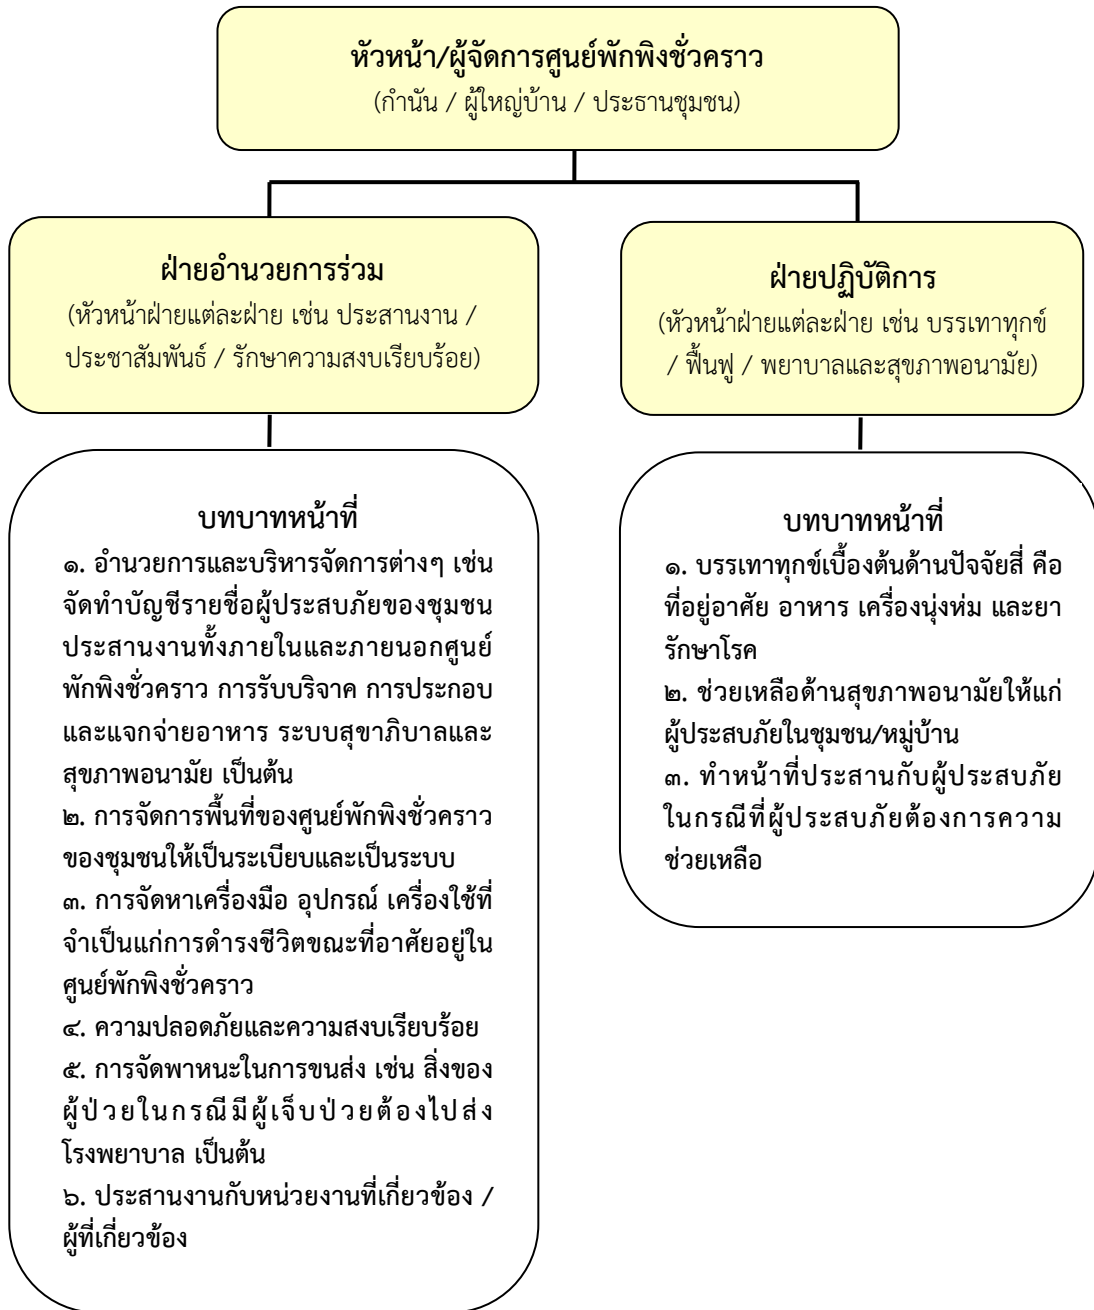 หัวหน้า/ผู้จัดการศูนย์พักพิงชั่วคราว
(กำนัน / ผู้ใหญ่บ้าน / ประธานชุมชน)
ฝ่ายอำนวยการร่วม
(หัวหน้าฝ่ายแต่ละฝ่าย เช่น ประสานงาน /
ประชาสัมพันธ์ / รักษาความสงบเรียบร้อย)
ฝ่ายปฏิบัติการ
(หัวหน้าฝ่ายแต่ละฝ่าย เช่น บรรเทาทุกข์
/ ฟื้นฟู / พยาบาลและสุขภาพอนามัย)
บทบาทหน้าที่
๑. อำนวยการและบริหารจัดการต่างๆ เช่น
จัดทำบัญชีรายชื่อผู้ประสบภัยของชุมชน
ประสานงานทั้งภายในและภายนอกศูนย์
พักพิงชั่วคราว การรับบริจาค การประกอบ
และแจกจ่ายอาหาร ระบบสุขาภิบาลและ
สุขภาพอนามัย เป็นต้น
๒. การจัดการพื้นที่ของศูนย์พักพิงชั่วคราว
ของชุมชนให้เป็นระเบียบและเป็นระบบ
๓. การจัดหาเครื่องมือ อุปกรณ์ เครื่องใช้ที่
จำเป็นแก่การดำรงชีวิตขณะที่อาศัยอยู่ใน
ศูนย์พักพิงชั่วคราว
๔. ความปลอดภัยและความสงบเรียบร้อย
๕. การจัดพาหนะในการขนส่ง เช่น สิ่งของ
ผู้ป่วยในกรณีมีผู้เจ็บป่วยต้องไปส่ง
โรงพยาบาล เป็นต้น
๖. ประสานงานกับหน่วยงานที่เกี่ยวข้อง /
ผู้ที่เกี่ยวข้อง
บทบาทหน้าที่
๑. บรรเทาทุกข์เบื้องต้นด้านปัจจัยสี่ คือ
ที่อยู่อาศัย อาหาร เครื่องนุ่งห่ม และยา
รักษาโรค
๒. ช่วยเหลือด้านสุขภาพอนามัยให้แก่
ผู้ประสบภัยในชุมชน/หมู่บ้าน
๓. ทำหน้าที่ประสานกับผู้ประสบภัย
ในกรณีที่ผู้ประสบภัยต้องการความ
ช่วยเหลือ